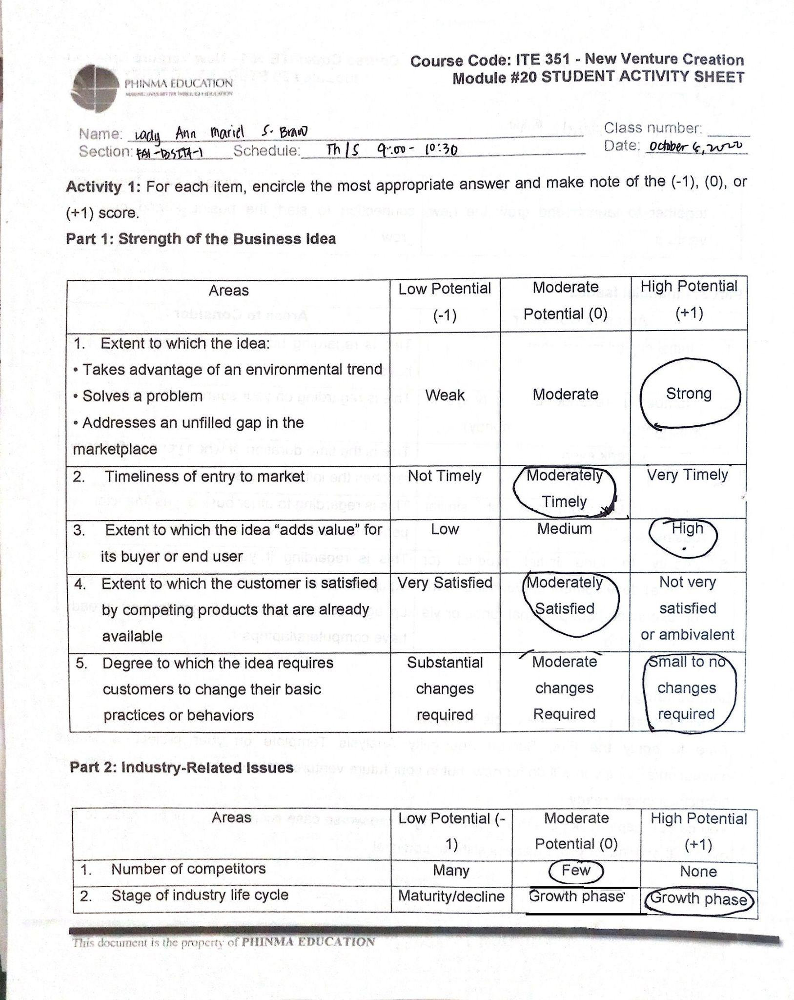 Course Code: ITE 351 - New Venture Creation
Module #20 STUDENT ACTIVITY SHEET
PHINMA EDUCATION
MAKING LIVES BETTER THROUGH EDUCATION
Name: Lady Ann Mariel S. Braw
Class number:
Section: Schedule: Th/S 9:00 - 10:30
Date: October
Activity 1: For each item, encircle the most appropriate answer and make note of the (-1), (0), or
(+1) score.
Part 1: Strength of the Business Idea
Areas Low Potential Moderate High Potential
(-1) Potential (0) (+1)
1. Extent to which the idea:
• Takes advantage of an environmental trend
• Solves a problem Weak Moderate Strong
• Addresses an unfilled gap in the
marketplace
2. Timeliness of entry to market Not Timely Moderately Very Timely
Timely
3. Extent to which the idea “adds value” for Low Medium High
its buyer or end user
4. Extent to which the customer is satisfied Very Satisfied Moderately Not very
by competing products that are already Satisfied satisfied
available or ambivalent
5. Degree to which the idea requires Substantial Moderate Small to no
customers to change their basic changes changes changes
practices or behaviors required Required required
Part 2: Industry-Related Issues
Areas Low Potential (- Moderate High Potential
1) Potential (0) (+1)
1. Number of competitors Many Few None
2. Stage of industry life cycle Maturity/decline Growth phase Growth phase
This document is the property of PHINMA EDUCATION